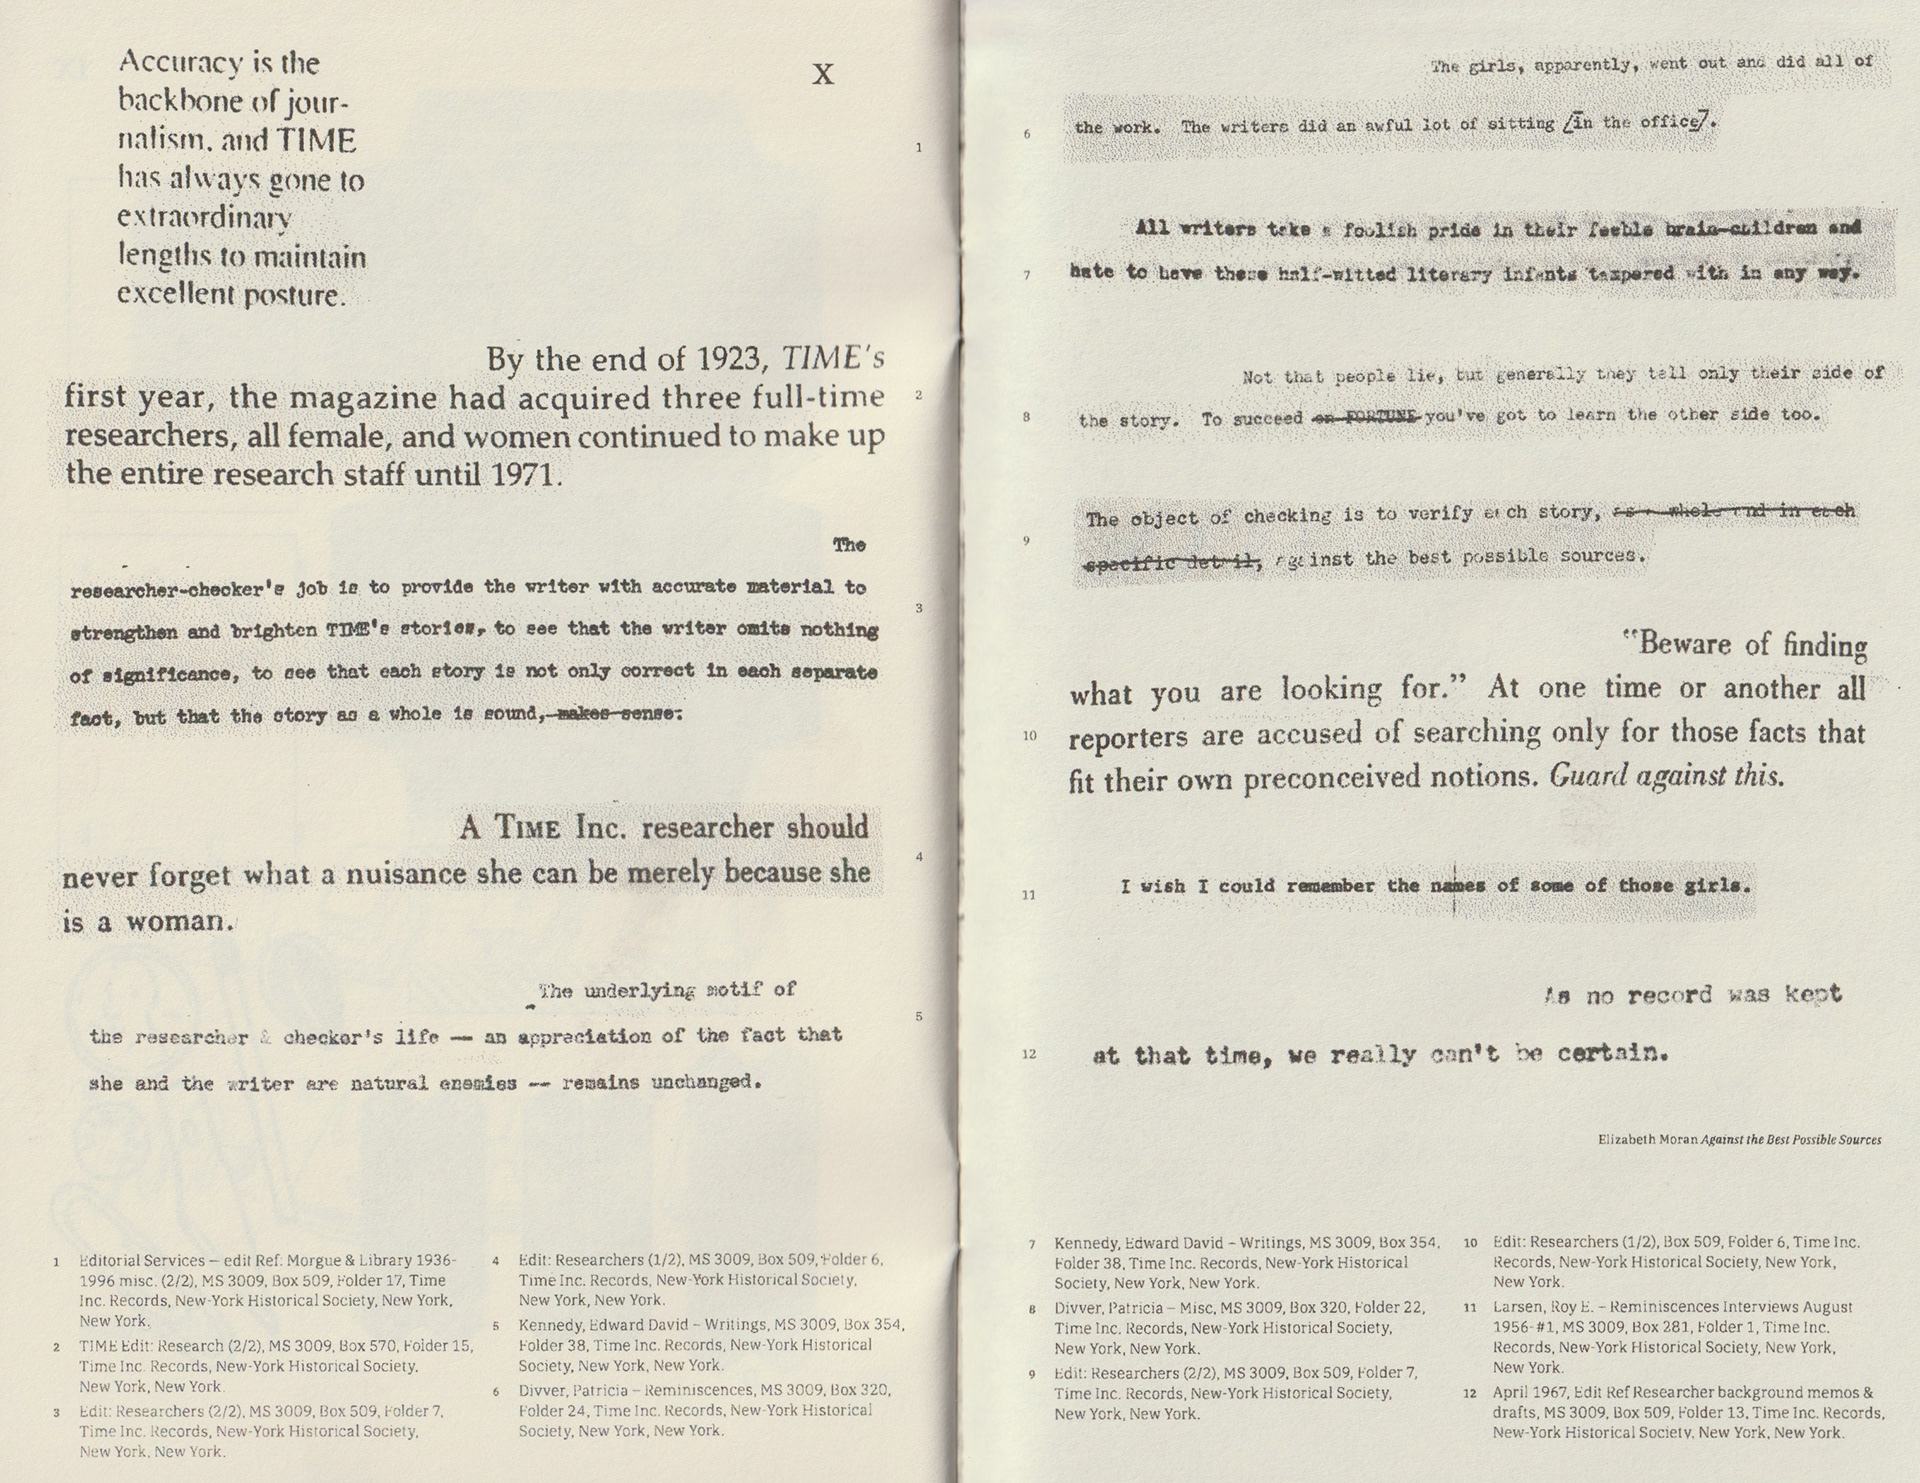 Accuracy is the
backbone of jour-
nalism, and TIME
has always gone to
extraordinary
lengths to maintain
excellent posture.
X
1
By the end of 1923, TIME's
first year, the magazine had acquired three full-time
2
researchers, all female, and women continued to make up
the entire research staff until 1971.
The
researcher-checker's job is to provide the writer with accurate material to
3
strengthen and brighten TIME's stories, to see that the writer omits nothing
of significance, to see that each story is not only correct in each separate
fact, but that the story as a whole is sound, makes sense.
A TIME Inc. researcher should
4
never forget what a nuisance she can be merely because she
is a woman.
The underlying motif of
5
the researcher & checker's life -- an appreciation of the fact that
she and the writer are natural enemies -- remains unchanged.
1 Editorial Services – edit Ref: Morgue & Library 1936-
1996 misc. (2/2), MS 3009, Box 509, Folder 17, Time
Inc. Records, New-York Historical Society, New York,
New York.
2 TIME Edit: Research (2/2), MS 3009, Box 570, Folder 15,
Time Inc. Records, New-York Historical Society.
New York, New York.
3 Edit: Researchers (2/2), MS 3009, Box 509, Folder 7,
Time Inc. Records, New-York Historical Society,
New York, New York.
4 Edit: Researchers (1/2), MS 3009, Box 509, Folder 6,
Time Inc. Records, New-York Historical Society,
New York, New York.
5 Kennedy, Edward David – Writings, MS 3009, Box 354,
Folder 38, Time Inc. Records, New-York Historical
Society, New York, New York.
6 Divver, Patricia – Reminiscences, MS 3009, Box 320,
Folder 24, Time Inc. Records, New-York Historical
Society, New York, New York.
The girls, apparently, went out and did all of
6 the work. The writers did an awful lot of sitting [in the office].
All writers take a foolish pride in their feeble brain-children and
7 hate to have these half-witted literary infants tampered with in any way.
Not that people lie, but generally they tell only their side of
8 the story. To succeed on FORTUNE you've got to learn the other side too.
The object of checking is to verify each story, as a whole and in each
9 specific detail, against the best possible sources.
“Beware of finding
what you are looking for.” At one time or another all
10 reporters are accused of searching only for those facts that
fit their own preconceived notions. Guard against this.
11 I wish I could remember the names of some of those girls.
As no record was kept
12 at that time, we really can't be certain.
Elizabeth Moran Against the Best Possible Sources
7 Kennedy, Edward David – Writings, MS 3009, Box 354,
Folder 38, Time Inc. Records, New-York Historical
Society, New York, New York.
8 Divver, Patricia – Misc, MS 3009, Box 320, Folder 22,
Time Inc. Records, New-York Historical Society,
New York, New York.
9 Edit: Researchers (2/2), MS 3009, Box 509, Folder 7,
Time Inc. Records, New-York Historical Society,
New York, New York.
10 Edit: Researchers (1/2), Box 509, Folder 6, Time Inc.
Records, New-York Historical Society, New York,
New York.
11 Larsen, Roy E. – Reminiscences Interviews August
1956-#1, MS 3009, Box 281, Folder 1, Time Inc.
Records, New-York Historical Society, New York,
New York.
12 April 1967, Edit Ref Researcher background memos &
drafts, MS 3009, Box 509, Folder 13, Time Inc. Records,
New-York Historical Society, New York, New York.